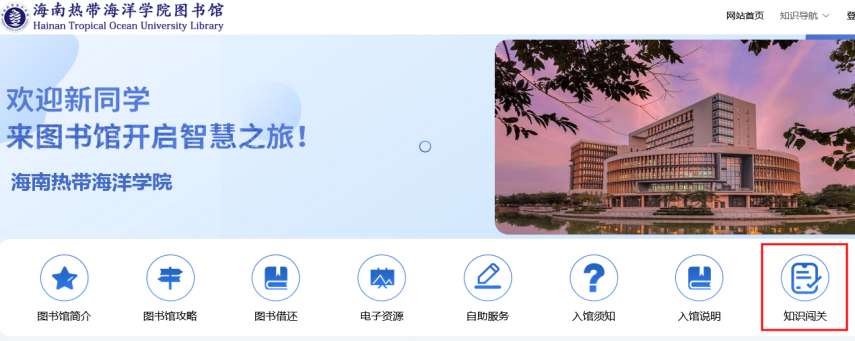 海南热带海洋学院图书馆
Hainan Tropical Ocean University Library
网站首页 知识导航
欢迎新同学
来图书馆开启智慧之旅！
海南热带海洋学院
图书馆简介 图书馆攻略 图书借还 电子资源 自助服务 入馆须知 入馆说明 知识闯关